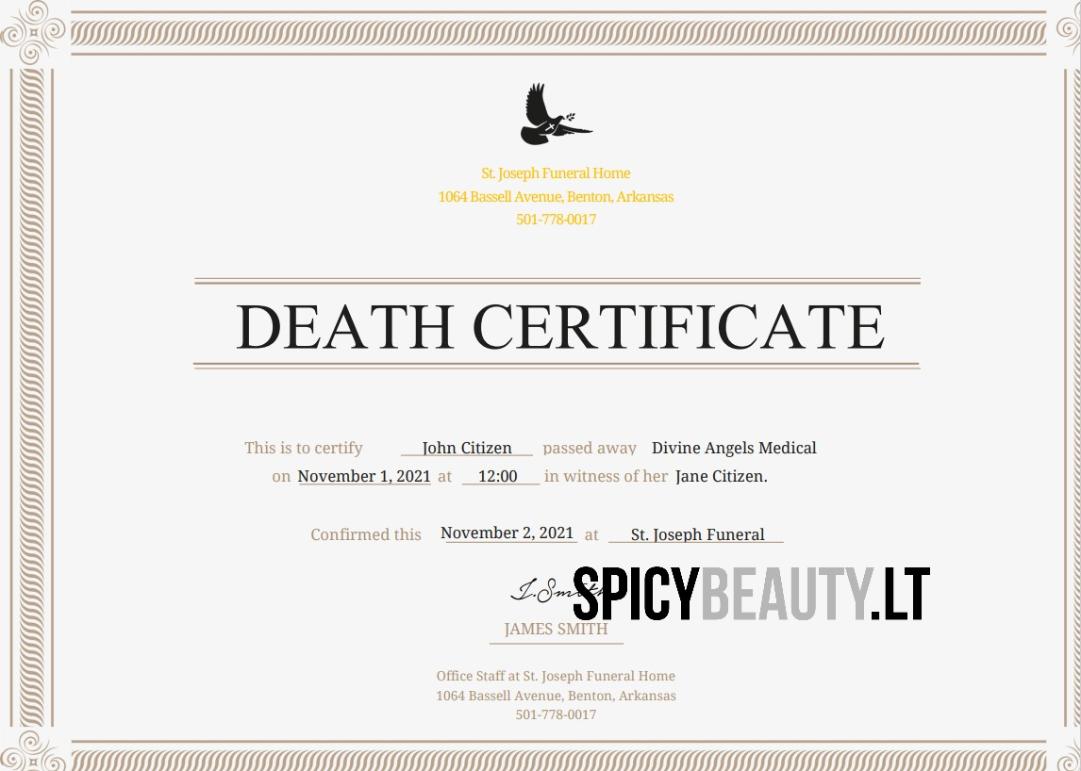 St. Joseph Funeral Home
1064 Bassell Avenue, Benton, Arkansas
501-778-0017
DEATH CERTIFICATE
This is to certify John Citizen passed away Divine Angels Medical
on November 1, 2021 at 12:00 in witness of her Jane Citizen.
Confirmed this November 2, 2021 at St. Joseph Funeral
SPICYBEAUTY.LT
JAMES SMITH
Office Staff at St. Joseph Funeral Home
1064 Bassell Avenue, Benton, Arkansas
501-778-0017